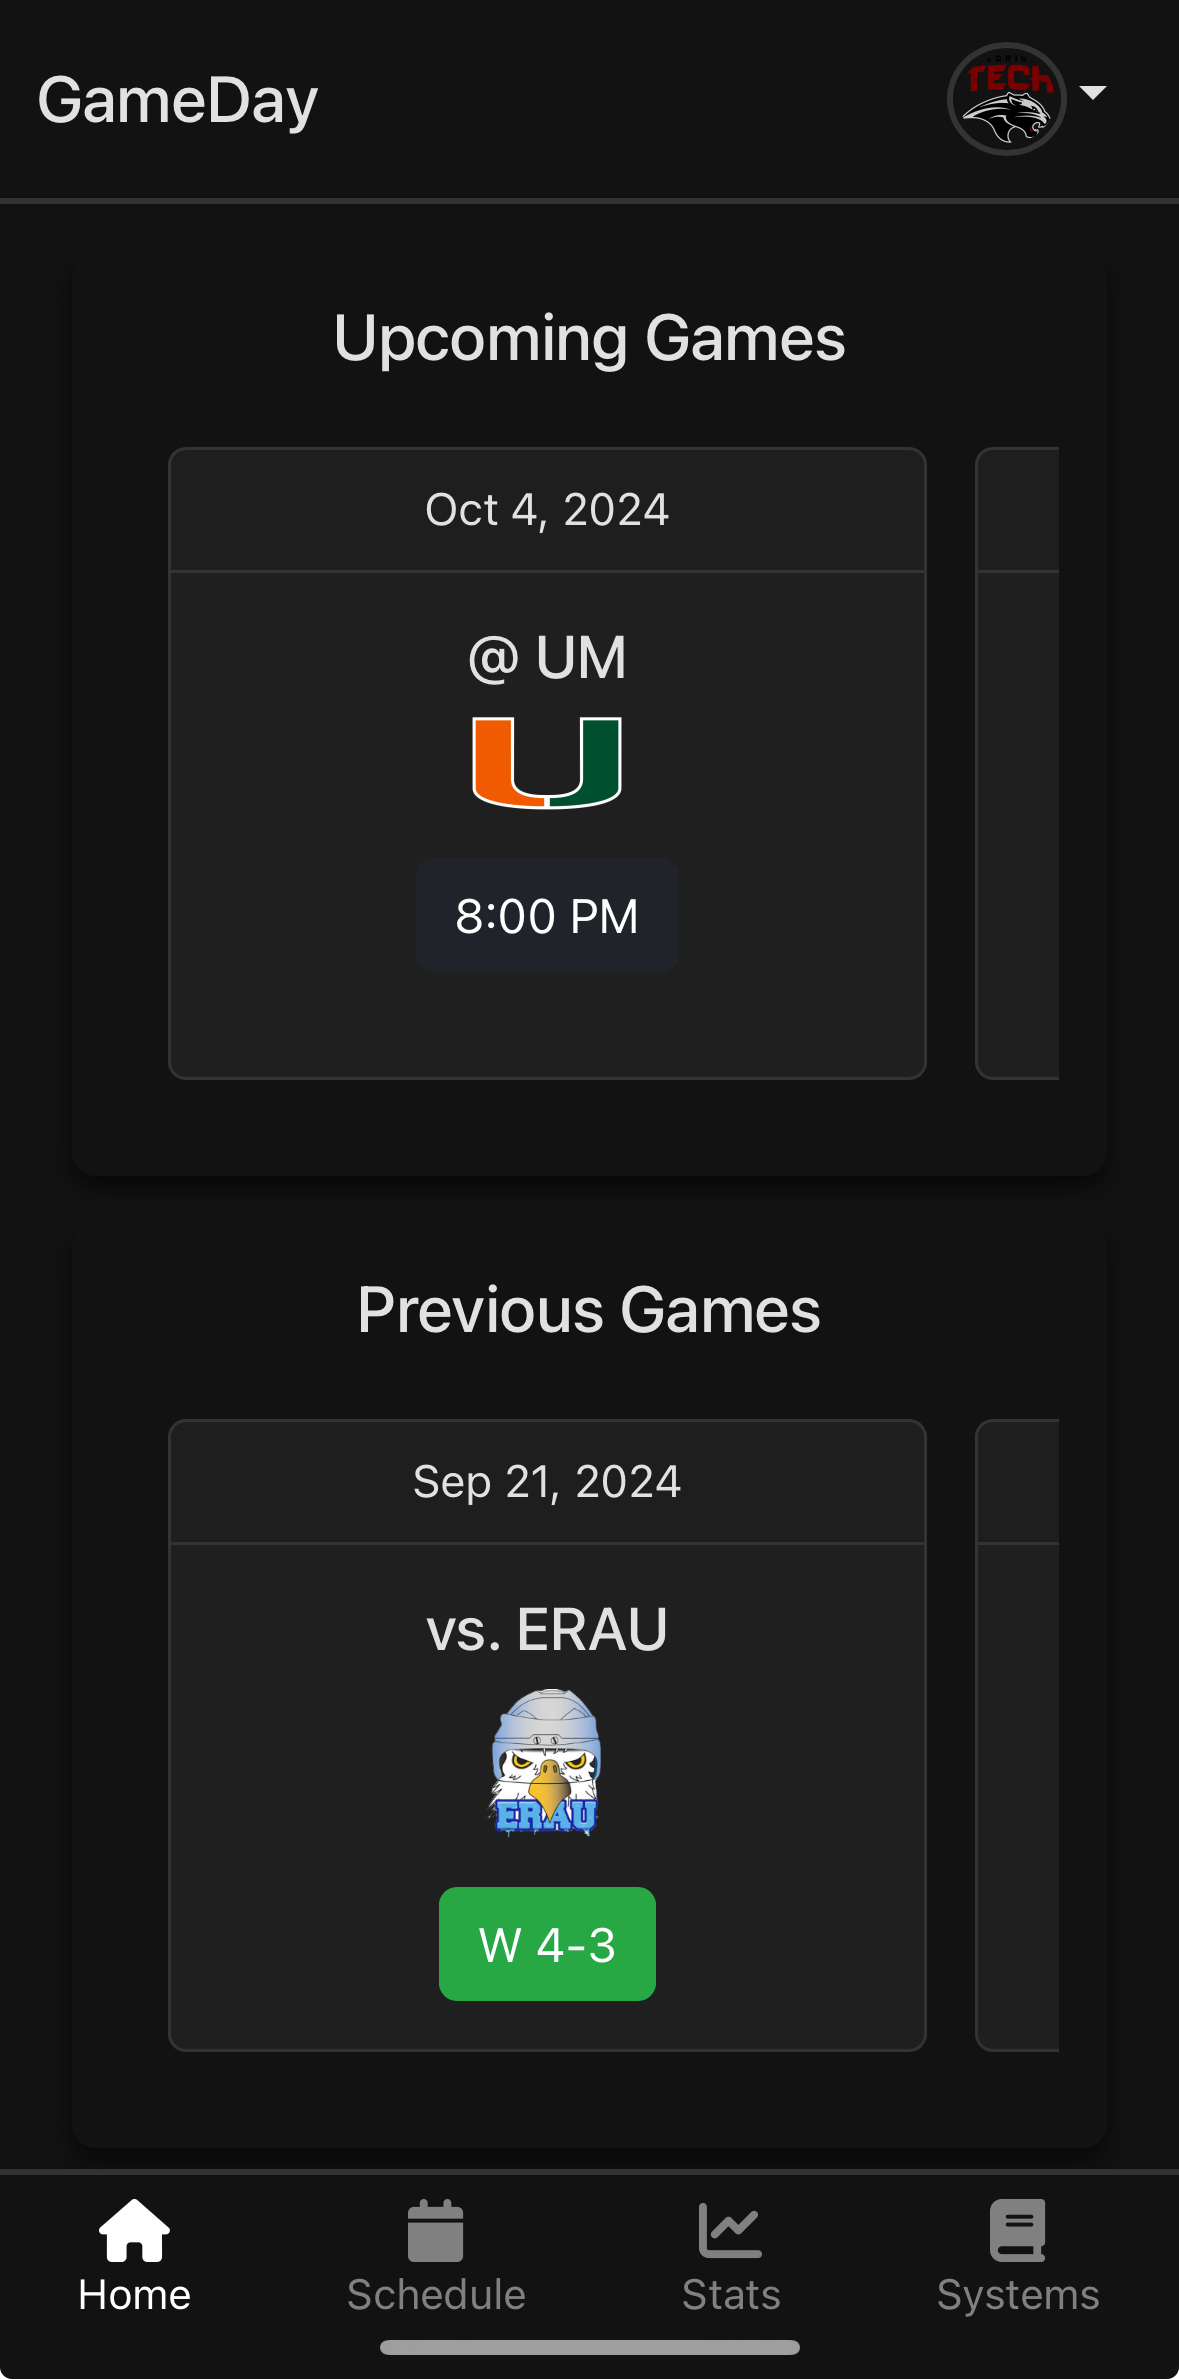 GameDay
TECH
Upcoming Games
Oct 4, 2024
@ UM
8:00 PM
Previous Games
Sep 21, 2024
vs. ERAU
ERAU
W 4-3
Home
Schedule
Stats
Systems